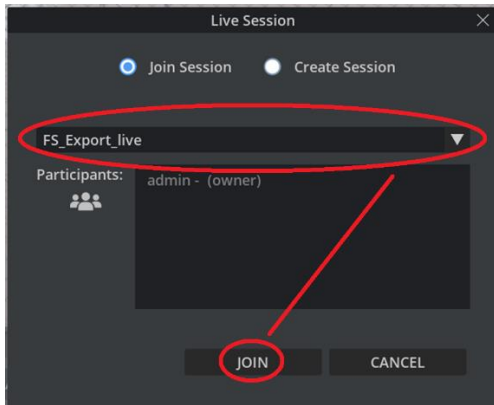 Live Session
Join Session Create Session
FS_Export_live
Participants: admin - (owner)
JOIN CANCEL